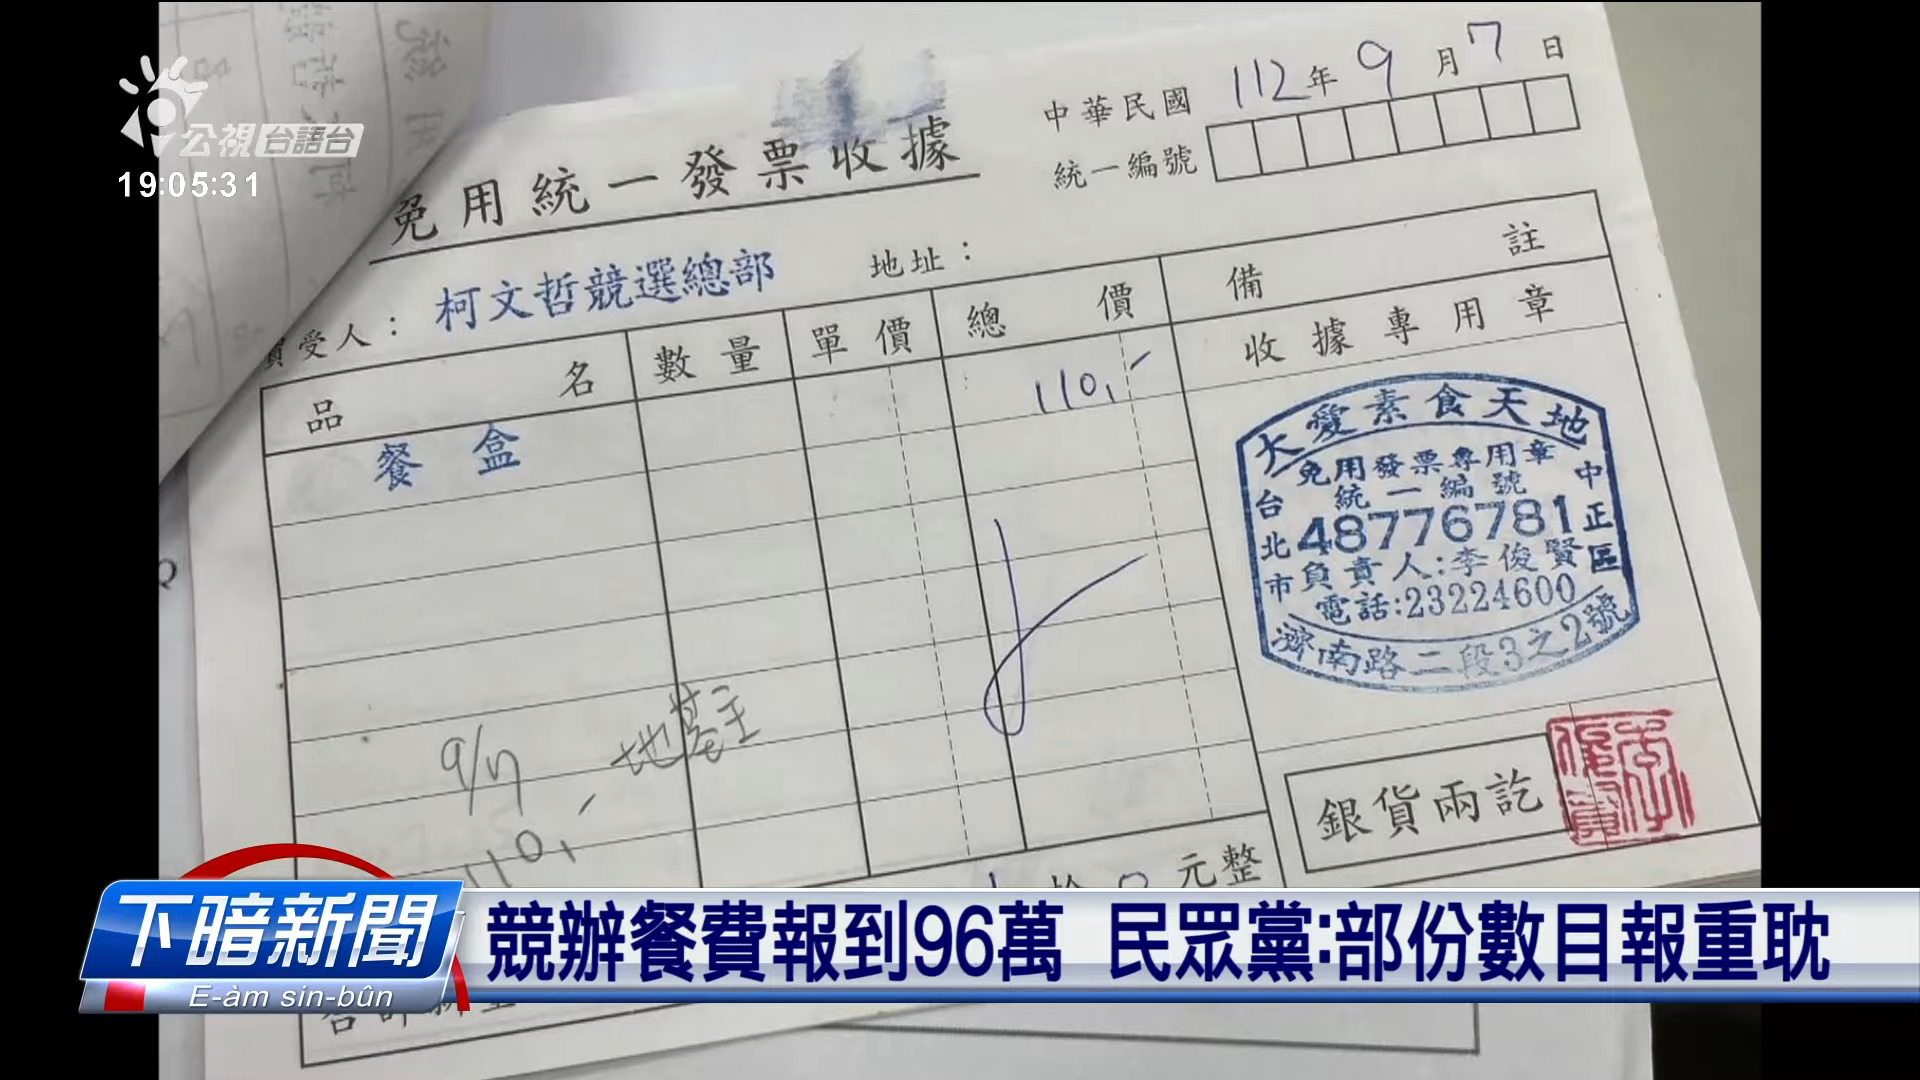 公視台語台
19:05:31
中華民國 112年 9月 7日
統一編號
免用統一發票收據
買受人： 柯文哲競選總部 地址：
品名 數量 單價 總價 備註
收據專用章
餐盒 110,-
大愛素食天地
免用發票專用章
統一編號
48776781
負責人:李俊賢
電話:23224600
台北市 中正區
濟南路二段3之2號
9/7
110,-
銀貨兩訖
元整
下暗新聞
E-àm sin-bûn
競辦餐費報到96萬 民眾黨:部份數目報重耽